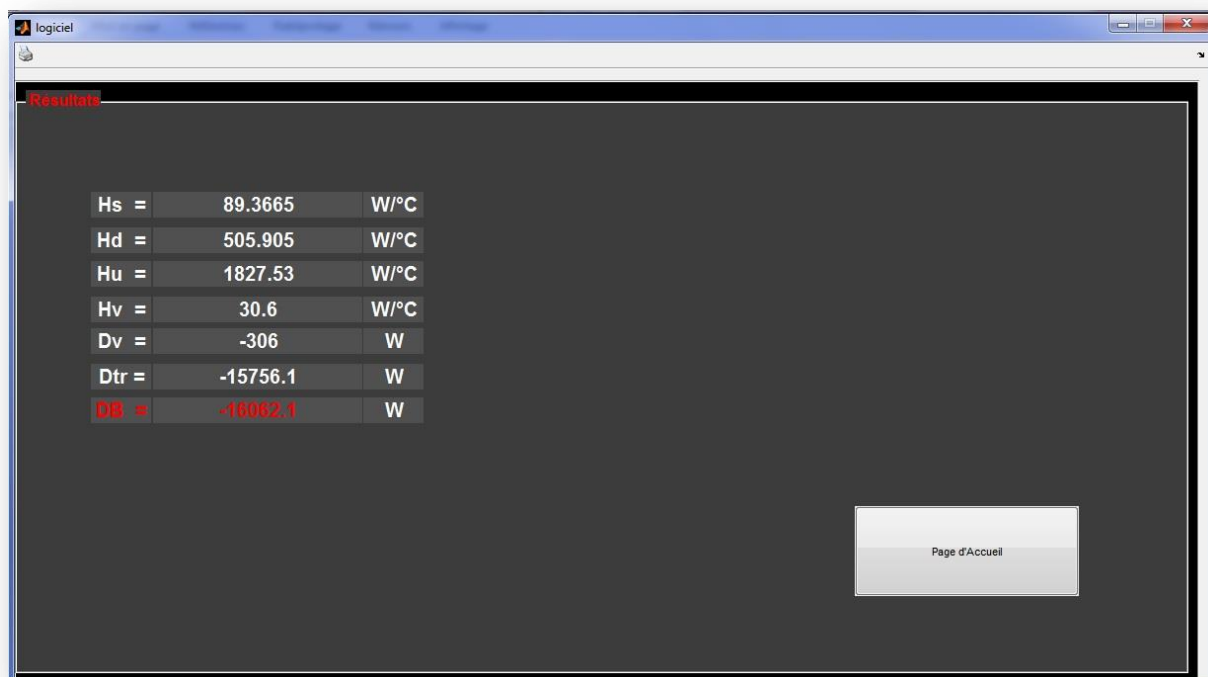 logiciel
Résultats
Hs = 89.3665 W/°C
Hd = 505.905 W/°C
Hu = 1827.53 W/°C
Hv = 30.6 W/°C
Dv = -306 W
Dtr = -15756.1 W
DB = -16062.1 W
Page d'Accueil